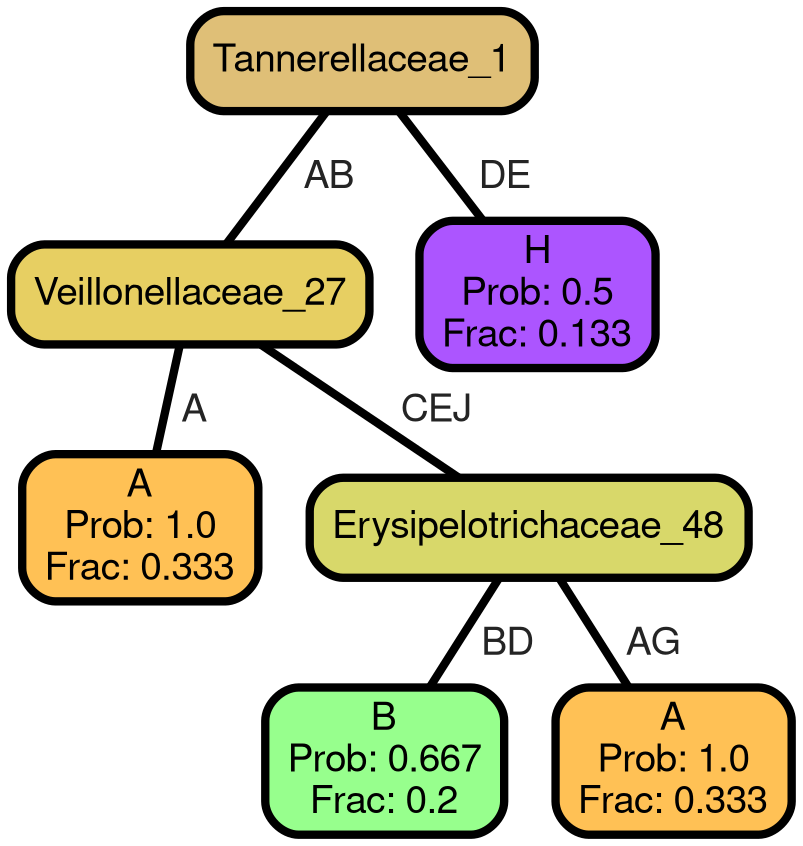 Tannerellaceae_1
AB
DE
Veillonellaceae_27
H
Prob: 0.5
Frac: 0.133
A
CEJ
A
Prob: 1.0
Frac: 0.333
Erysipelotrichaceae_48
BD
AG
B
Prob: 0.667
Frac: 0.2
A
Prob: 1.0
Frac: 0.333